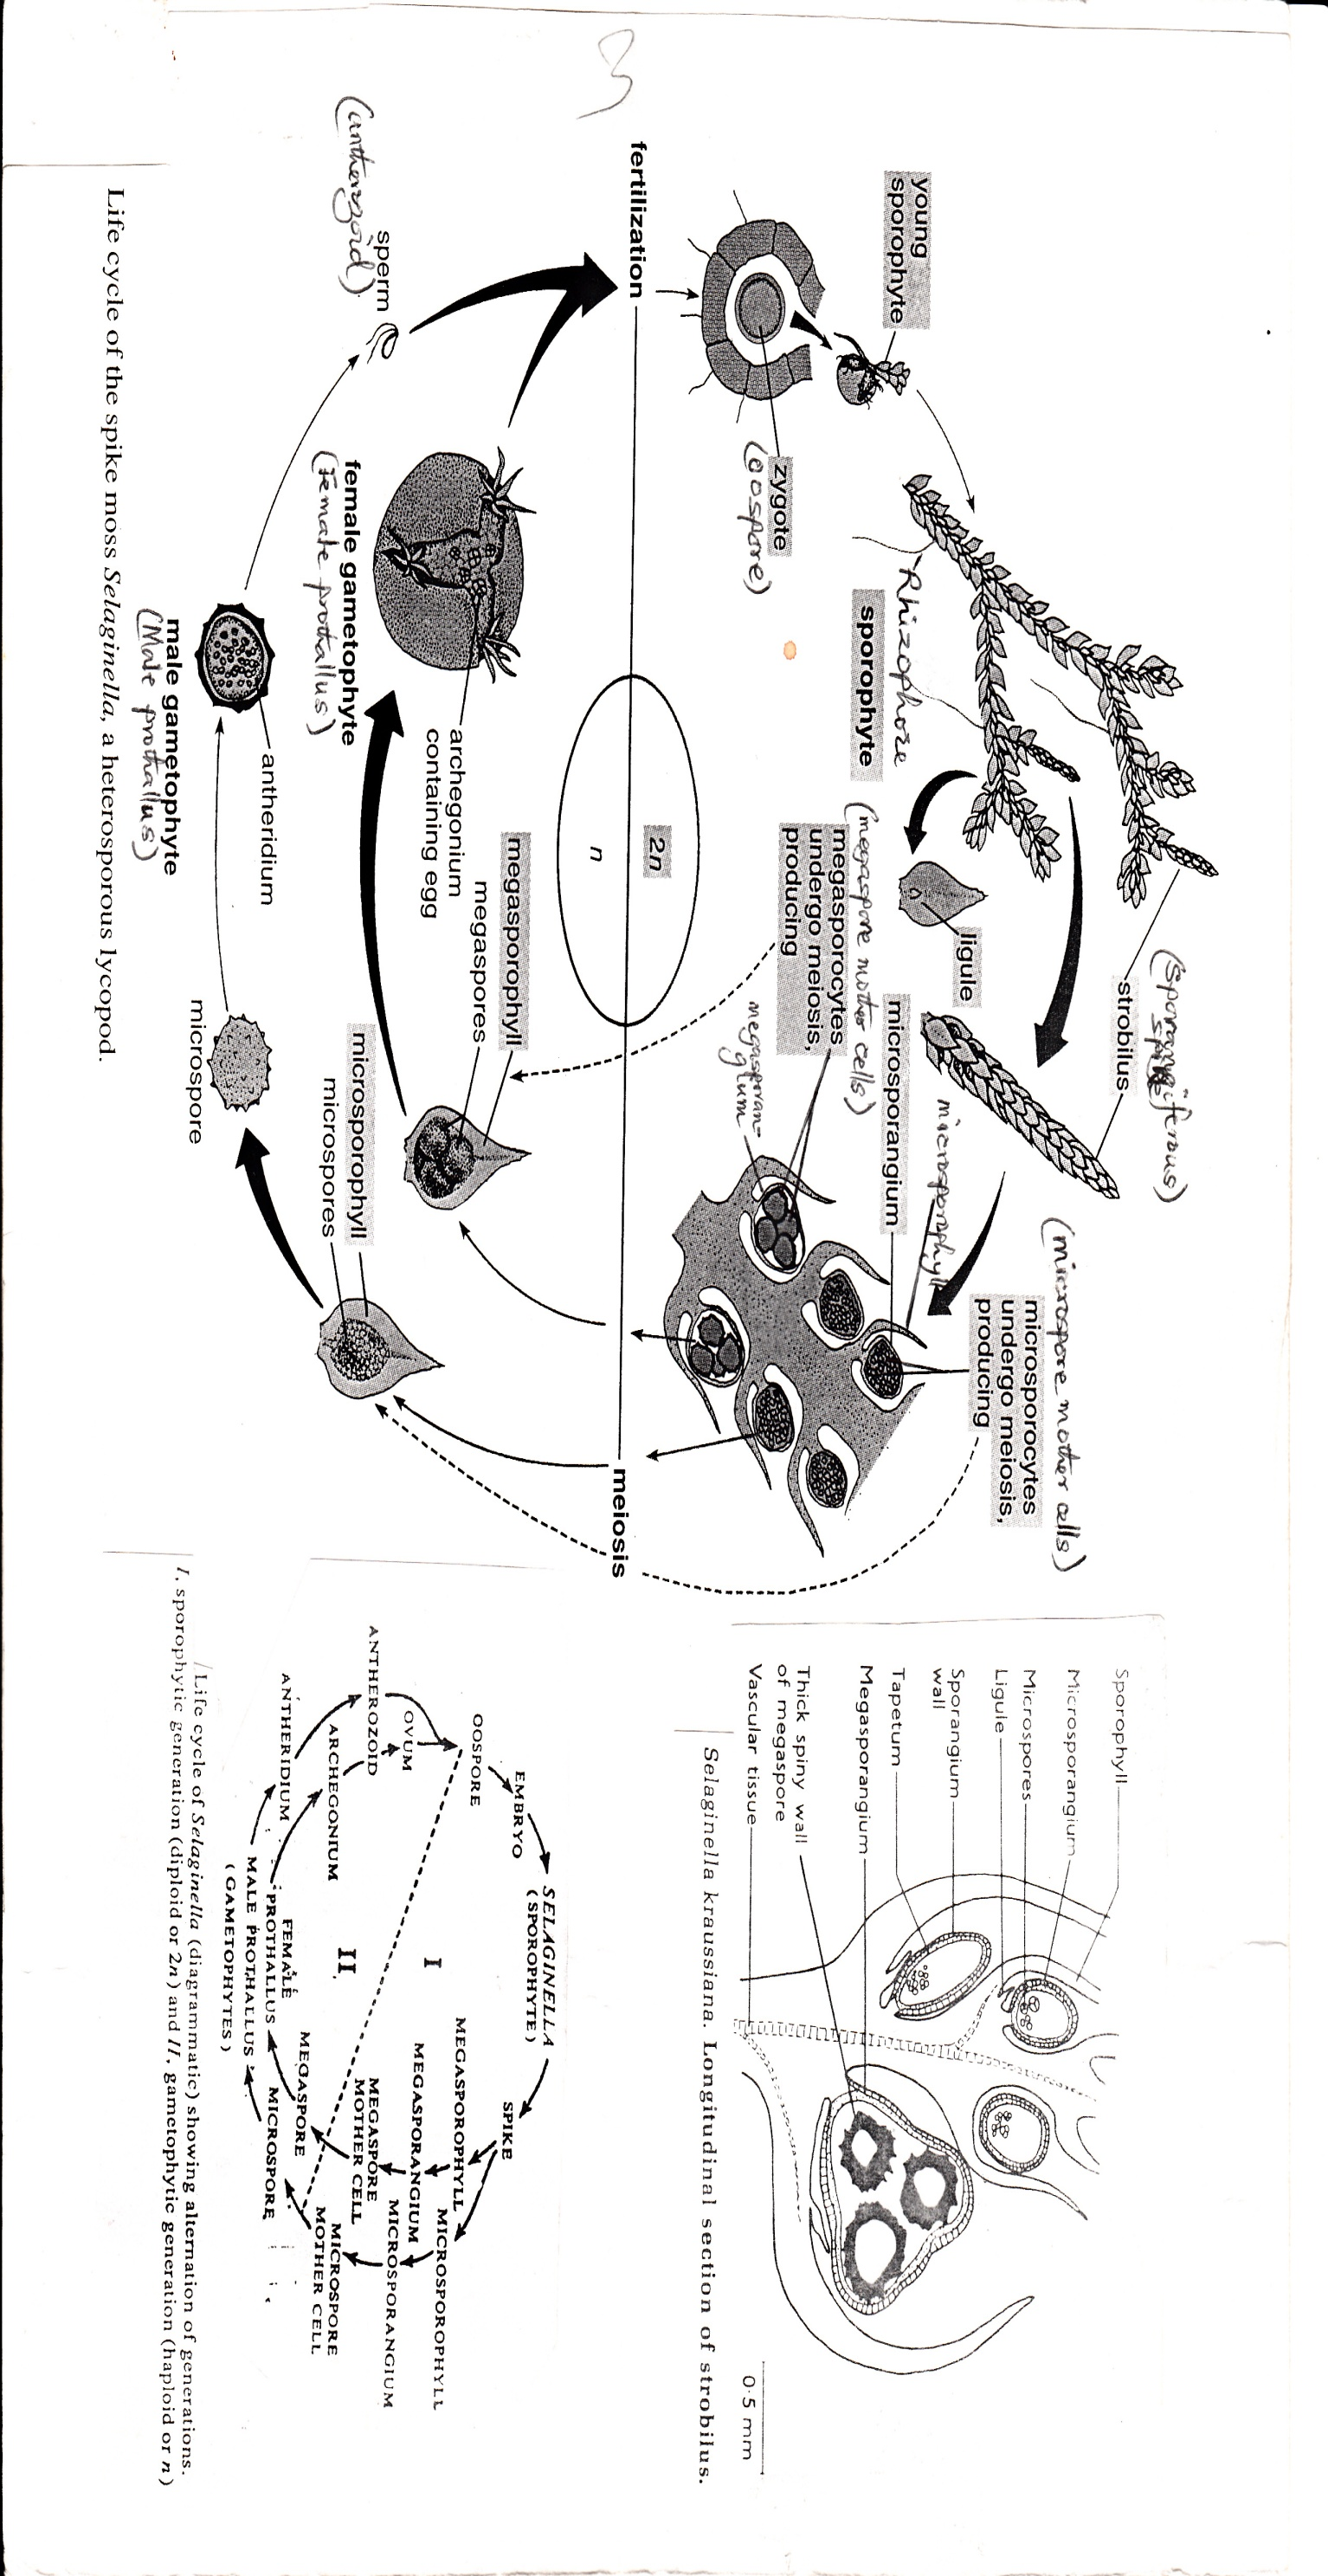 young
sporophyte
fertilization
zygote
(oospore)
Rhizophore
sporophyte
sperm
(antherozoid)
female gametophyte
(Female prothallus)
archegonium
containing egg
antheridium
male gametophyte
(Male prothallus)
2n
n
ligule
strobilus
(Sporangiferous
spike)
(megaspore mother cells)
megasporocytes
undergo meiosis,
producing
megasporan-
gium
microsporangium
microsporophyll
(microspore mother cells)
microsporocytes
undergo meiosis,
producing
megasporophyll
megaspores
microsporophyll
microspores
microspore
meiosis
Life cycle of the spike moss Selaginella, a heterosporous lycopod.
Sporophyll
Microsporangium
Microspores
Ligule
Sporangium
wall
Tapetum
Megasporangium
Thick spiny wall
of megaspore
Vascular tissue
0·5 mm
Selaginella kraussiana. Longitudinal section of strobilus.
SELAGINELLA
(SPOROPHYTE)
EMBRYO
OOSPORE
SPIKE
MEGASPOROPHYLL
MICROSPOROPHYLL
MEGASPORANGIUM
MICROSPORANGIUM
MEGASPORE
MOTHER CELL
MICROSPORE
MOTHER CELL
I
II
OVUM
ANTHEROZOID
ARCHEGONIUM
ANTHERIDIUM
MEGASPORE
MICROSPORE
FEMALE
PROTHALLUS
MALE PROTHALLUS
(GAMETOPHYTES)
Life cycle of Selaginella (diagrammatic) showing alternation of generations.
I, sporophytic generation (diploid or 2n) and II, gametophytic generation (haploid or n)